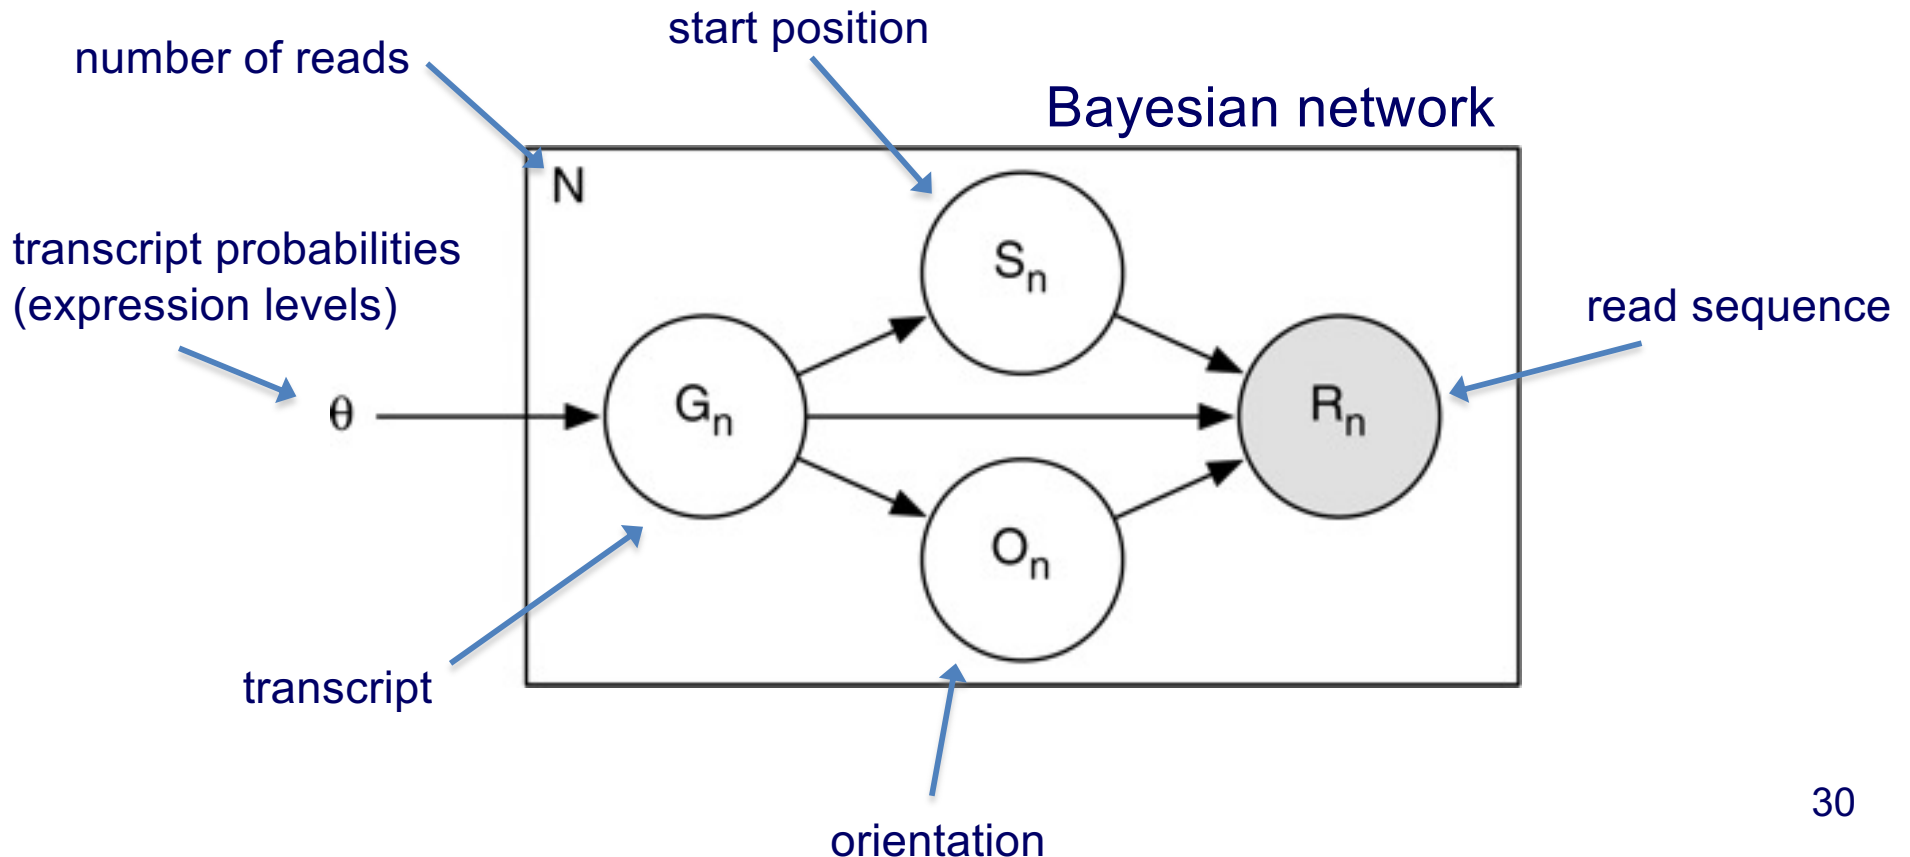 start position
number of reads
Bayesian network
N
transcript probabilities
(expression levels)
Sn
read sequence
θ
Gn
Rn
On
transcript
orientation
30